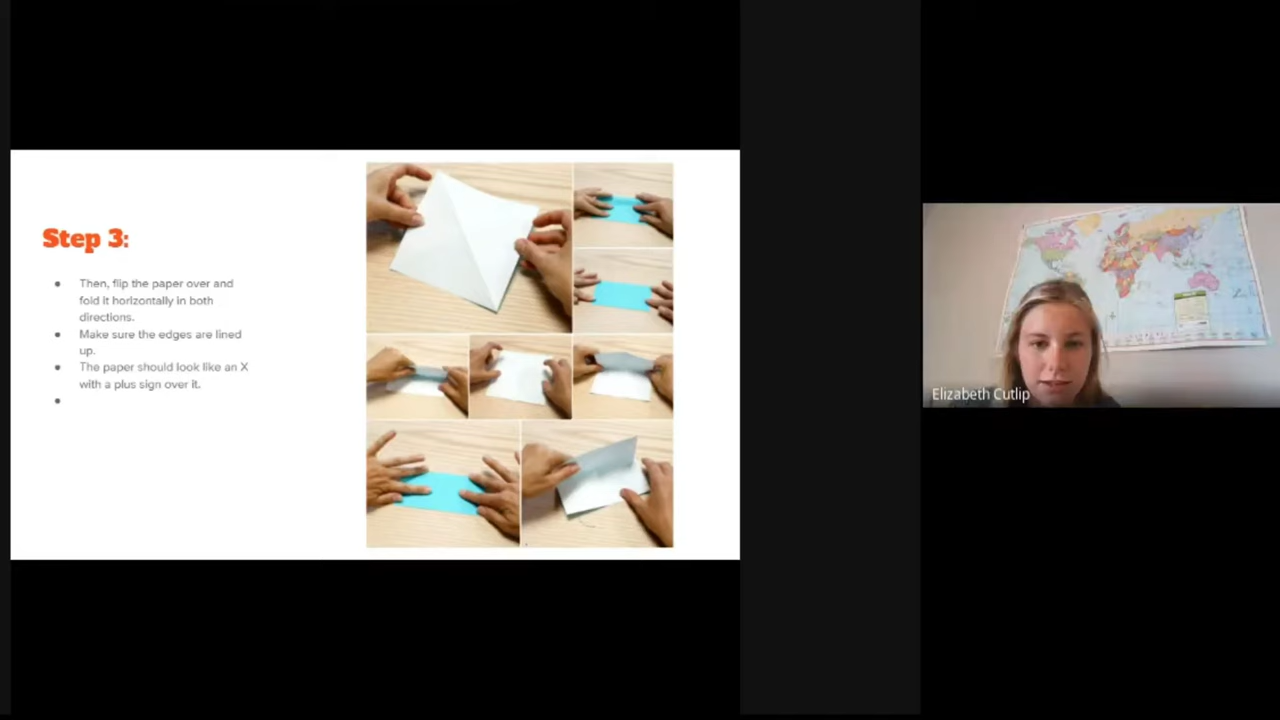 Step 3:
● Then, flip the paper over and
fold it horizontally in both
directions.
● Make sure the edges are lined
up.
● The paper should look like an X
with a plus sign over it.
●
Elizabeth Cutlip